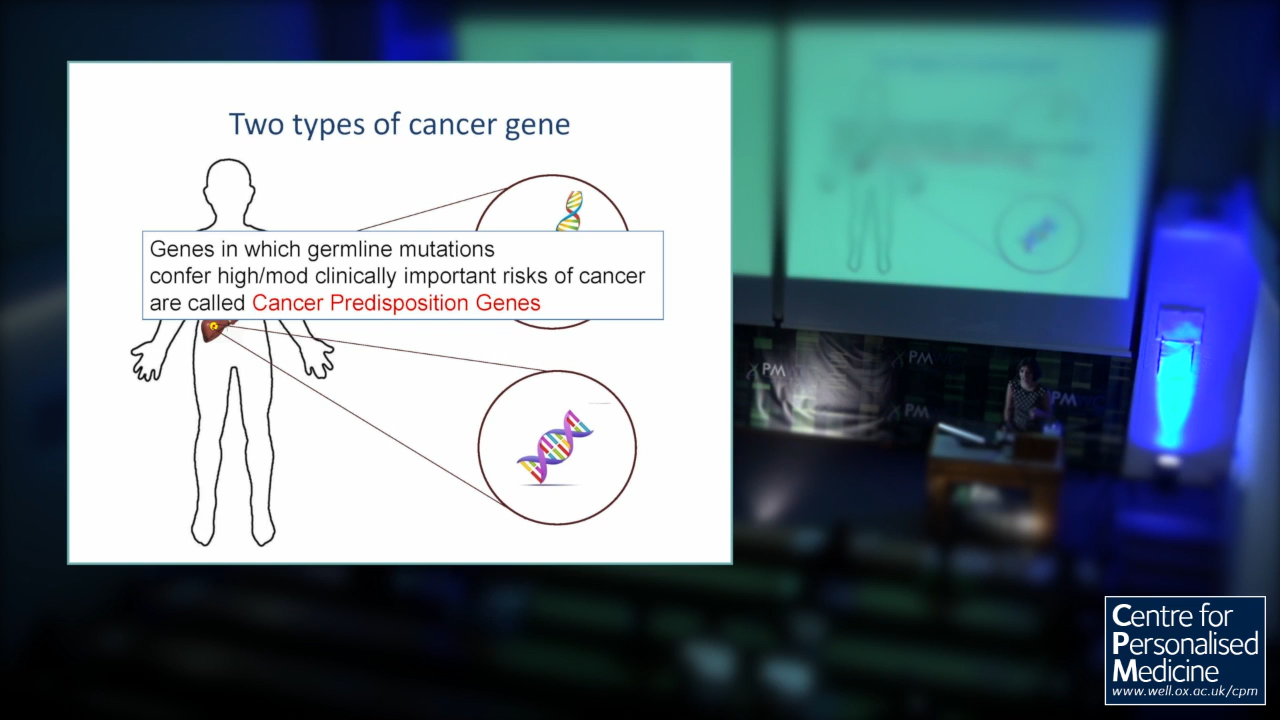 Two types of cancer gene
Genes in which germline mutations
confer high/mod clinically important risks of cancer
are called Cancer Predisposition Genes
PM
PM
PM
PM
Centre for
Personalised
Medicine
www.well.ox.ac.uk/cpm